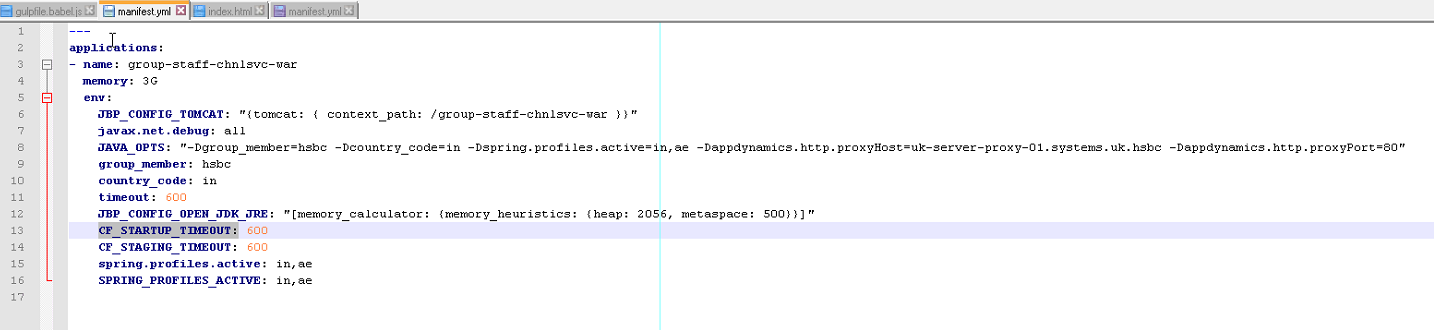 gulpfile.babel.js manifest.yml index.html manifest.yml
1 ---
2 applications:
3 - name: group-staff-chnlsvc-war
4 memory: 3G
5 env:
6 JBP_CONFIG_TOMCAT: "{tomcat: { context_path: /group-staff-chnlsvc-war }}"
7 javax.net.debug: all
8 JAVA_OPTS: "-Dgroup_member=hsbc -Dcountry_code=in -Dspring.profiles.active=in,ae -Dappdynamics.http.proxyHost=uk-server-proxy-01.systems.uk.hsbc -Dappdynamics.http.proxyPort=80"
9 group_member: hsbc
10 country_code: in
11 timeout: 600
12 JBP_CONFIG_OPEN_JDK_JRE: "[memory_calculator: {memory_heuristics: {heap: 2056, metaspace: 500}}]"
13 CF_STARTUP_TIMEOUT: 600
14 CF_STAGING_TIMEOUT: 600
15 spring.profiles.active: in,ae
16 SPRING_PROFILES_ACTIVE: in,ae
17